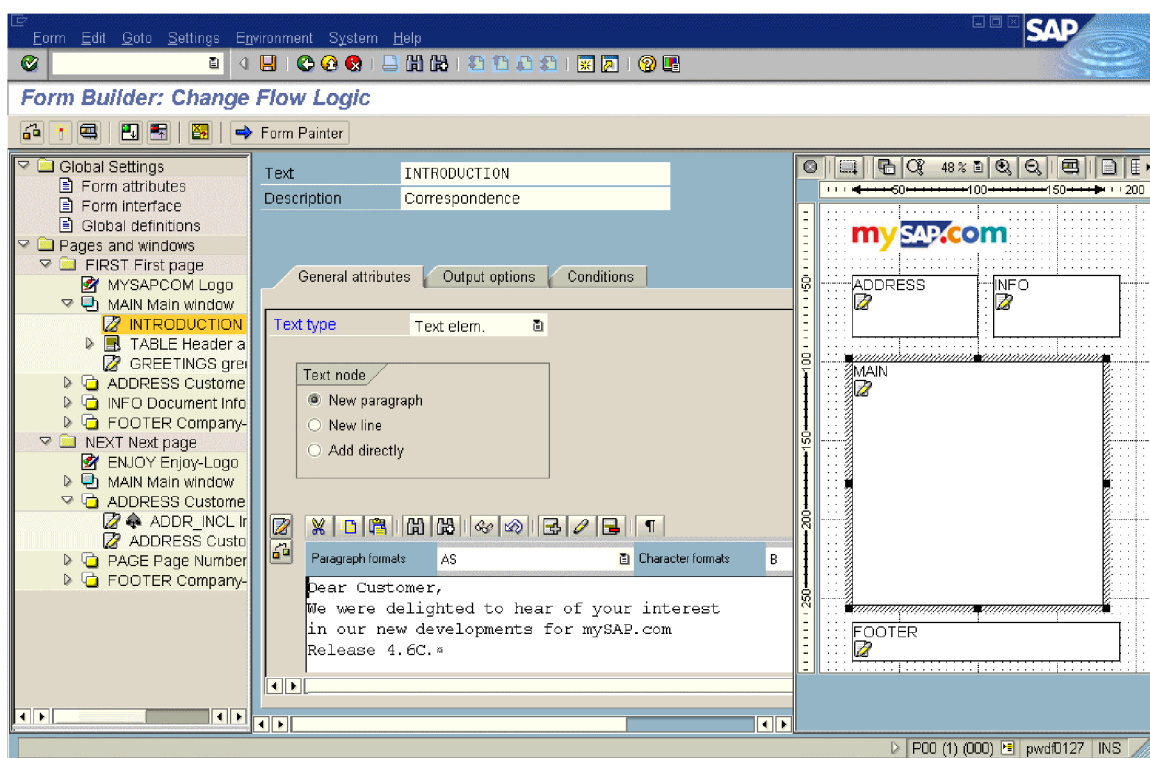 Form Edit Goto Settings Environment System Help
SAP
Form Builder: Change Flow Logic
Form Painter
Global Settings
Form attributes
Form interface
Global definitions
Pages and windows
FIRST First page
MYSAPCOM Logo
MAIN Main window
INTRODUCTION
TABLE Header a
GREETINGS gre
ADDRESS Custome
INFO Document Info
FOOTER Company-
NEXT Next page
ENJOY Enjoy-Logo
MAIN Main window
ADDRESS Custome
ADDR_INCL I
ADDRESS Custo
PAGE Page Number
FOOTER Company-
Text INTRODUCTION
Description Correspondence
General attributes Output options Conditions
Text type Text elem.
Text node
New paragraph
New line
Add directly
Paragraph formats AS Character formats B
Dear Customer,
We were delighted to hear of your interest
in our new developments for mySAP.com
Release 4.6C.
48 %
50 100 150 200
mySAP.com
50
ADDRESS INFO
100
MAIN
150
200
250
FOOTER
P00 (1) (000) pwdf0127 INS